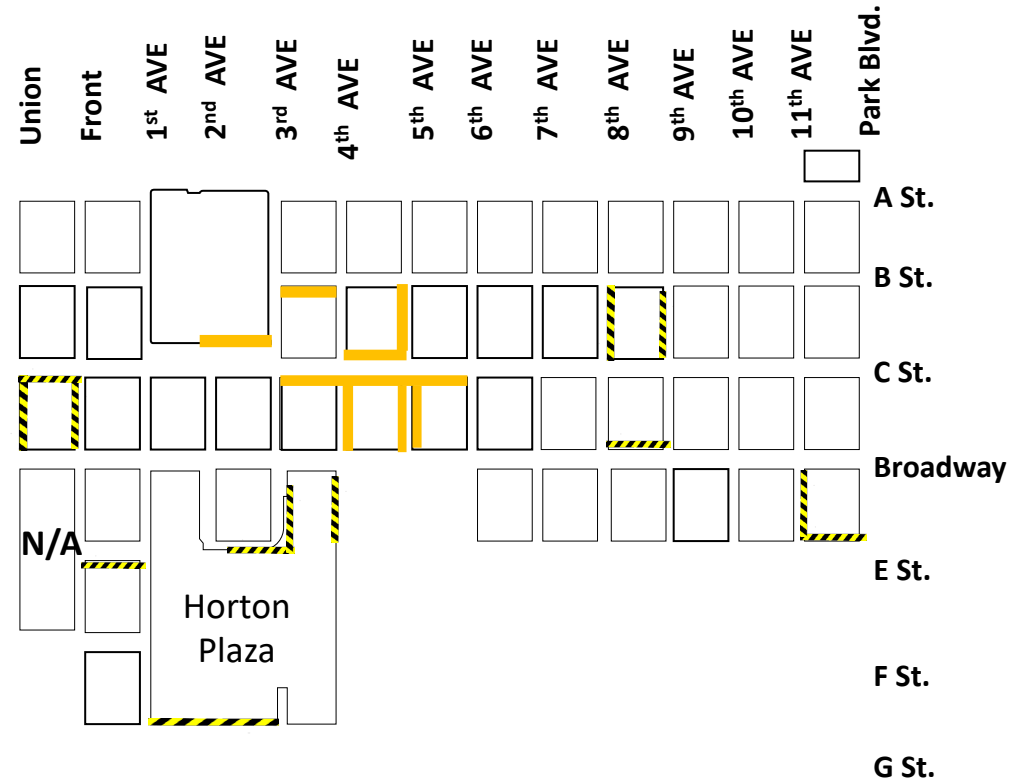 Union
Front
1st AVE
2nd AVE
3rd AVE
4th AVE
5th AVE
6th AVE
7th AVE
8th AVE
9th AVE
10th AVE
11th AVE
Park Blvd.
A St.
B St.
C St.
Broadway
N/A
E St.
Horton
Plaza
F St.
G St.